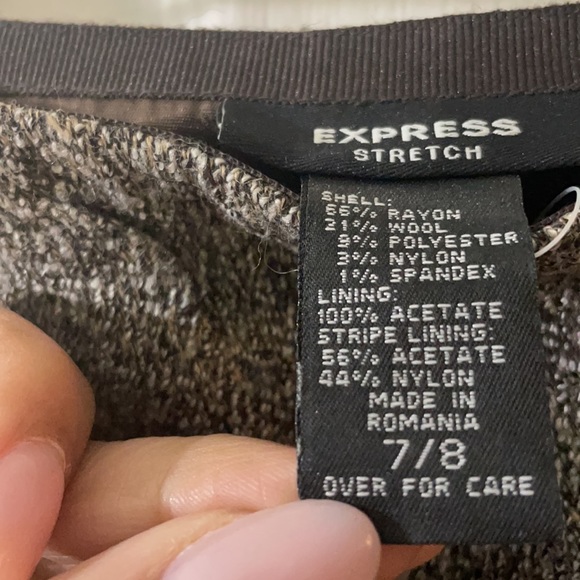 EXPRESS
STRETCH
SHELL:
66% RAYON
21% WOOL
9% POLYESTER
3% NYLON
1% SPANDEX
LINING:
100% ACETATE
STRIPE LINING:
56% ACETATE
44% NYLON
MADE IN
ROMANIA
7/8
OVER FOR CARE